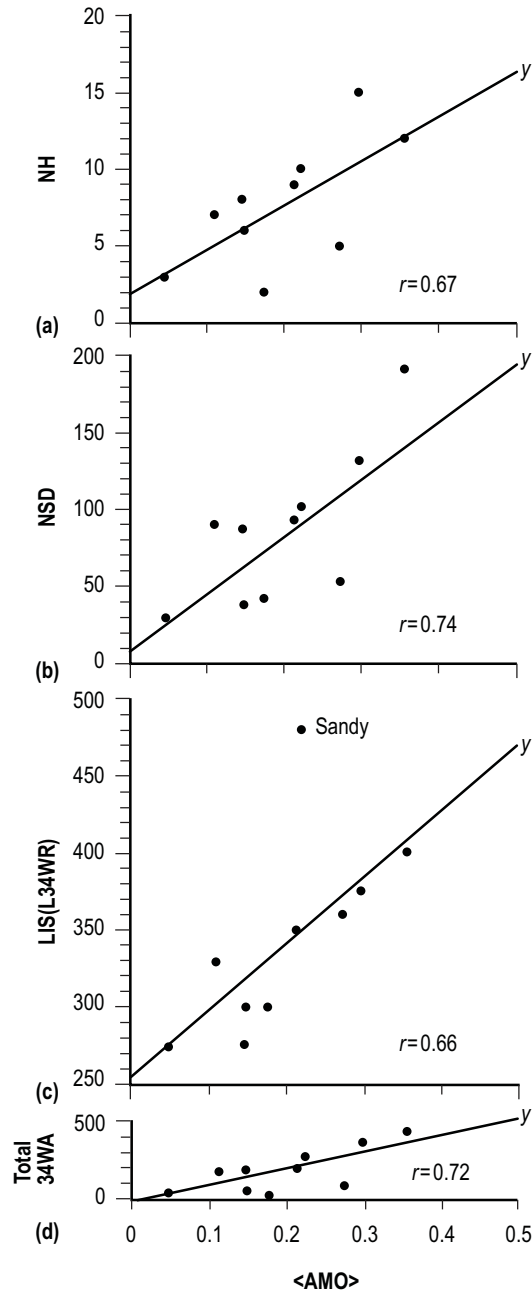 20
15
10
5
0
NH
(a)
y
r=0.67
200
150
100
50
0
NSD
(b)
y
r=0.74
500
450
400
350
300
250
LIS(L34WR)
(c)
Sandy
y
r=0.66
500
0
Total
34WA
(d)
y
r=0.72
0 0.1 0.2 0.3 0.4 0.5
<AMO>